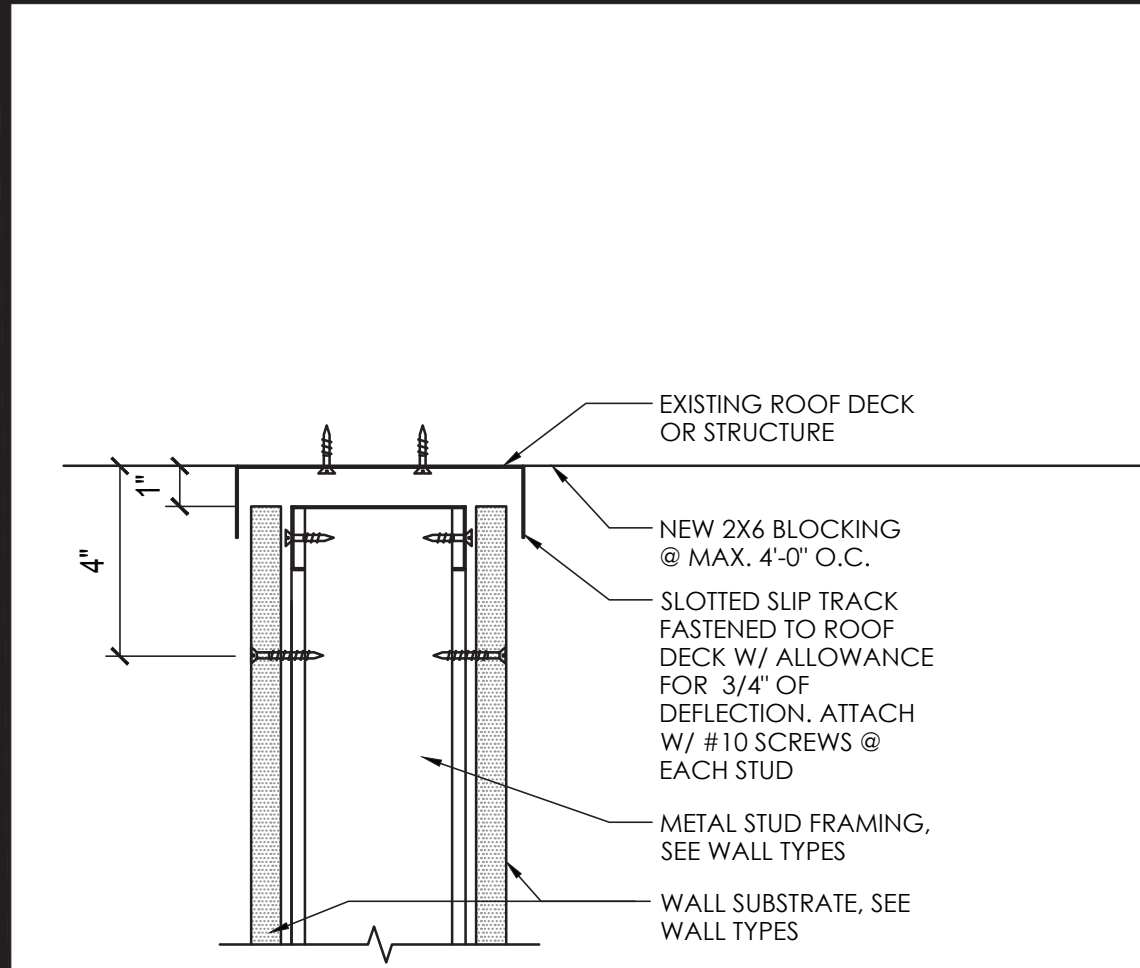 EXISTING ROOF DECK
OR STRUCTURE
1"
4"
NEW 2X6 BLOCKING
@ MAX. 4'-0" O.C.
SLOTTED SLIP TRACK
FASTENED TO ROOF
DECK W/ ALLOWANCE
FOR 3/4" OF
DEFLECTION. ATTACH
W/ #10 SCREWS @
EACH STUD
METAL STUD FRAMING,
SEE WALL TYPES
WALL SUBSTRATE, SEE
WALL TYPES